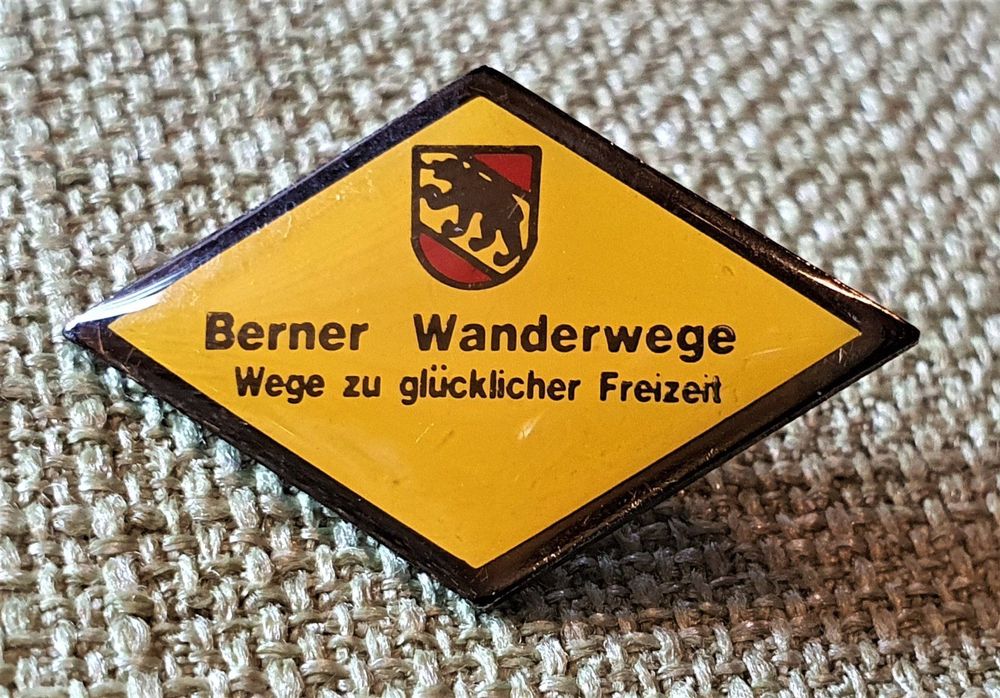 Berner Wanderwege
Wege zu glücklicher Freizeit